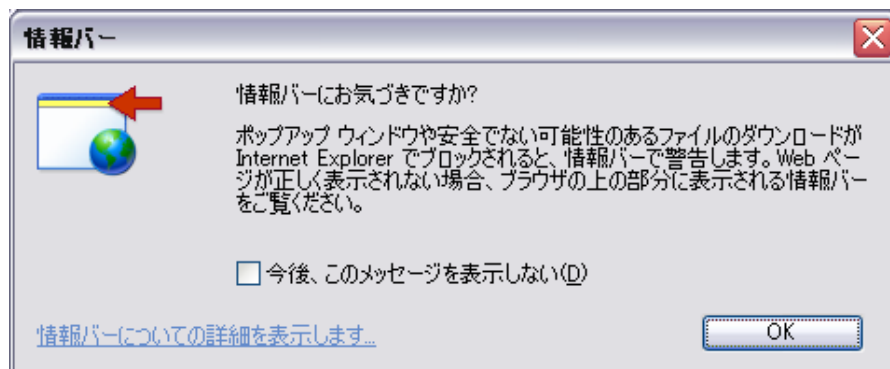 情報バー
情報バーにお気づきですか?
ポップアップ ウィンドウや安全でない可能性のあるファイルのダウンロードが
Internet Explorer でブロックされると、情報バーで警告します。Web ペー
ジが正しく表示されない場合、ブラウザの上の部分に表示される情報バー
をご覧ください。
今後、このメッセージを表示しない(D)
情報バーについての詳細を表示します...
OK